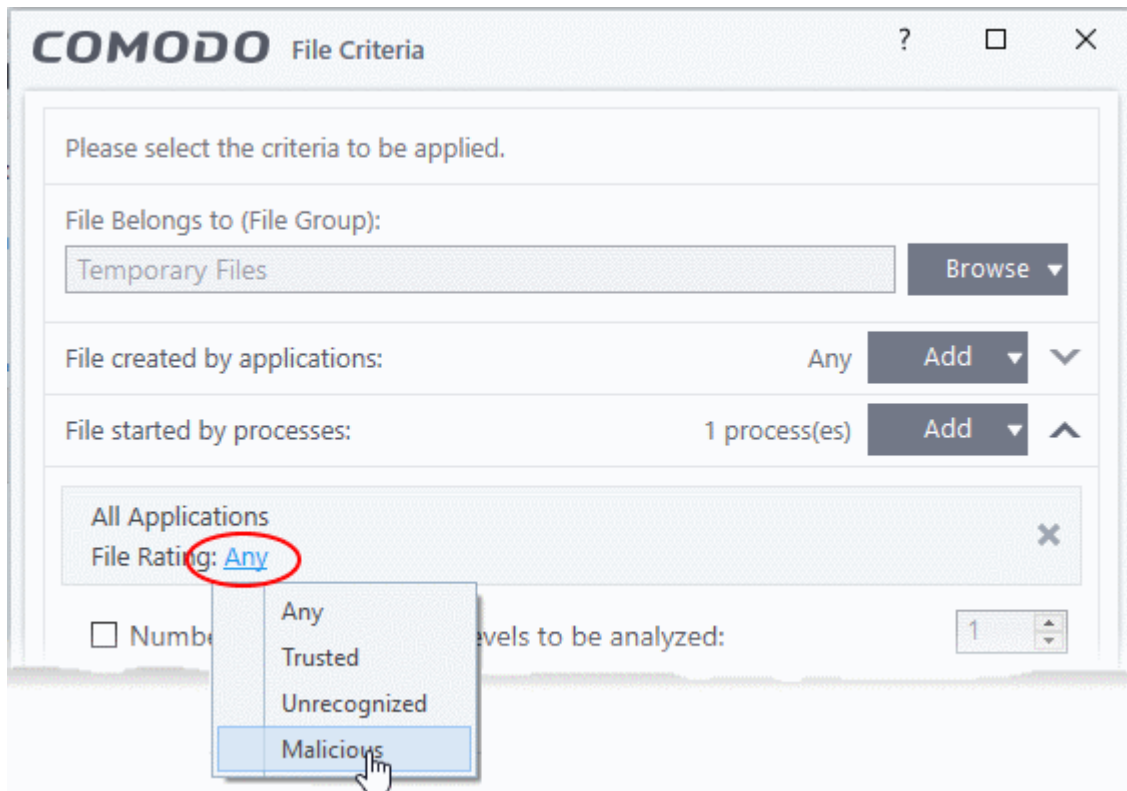 COMODO File Criteria ?
Please select the criteria to be applied.
File Belongs to (File Group):
Temporary Files Browse
File created by applications: Any Add
File started by processes: 1 process(es) Add
All Applications
File Rating: Any
Any
levels to be analyzed: 1
Trusted
Unrecognized
Malicious